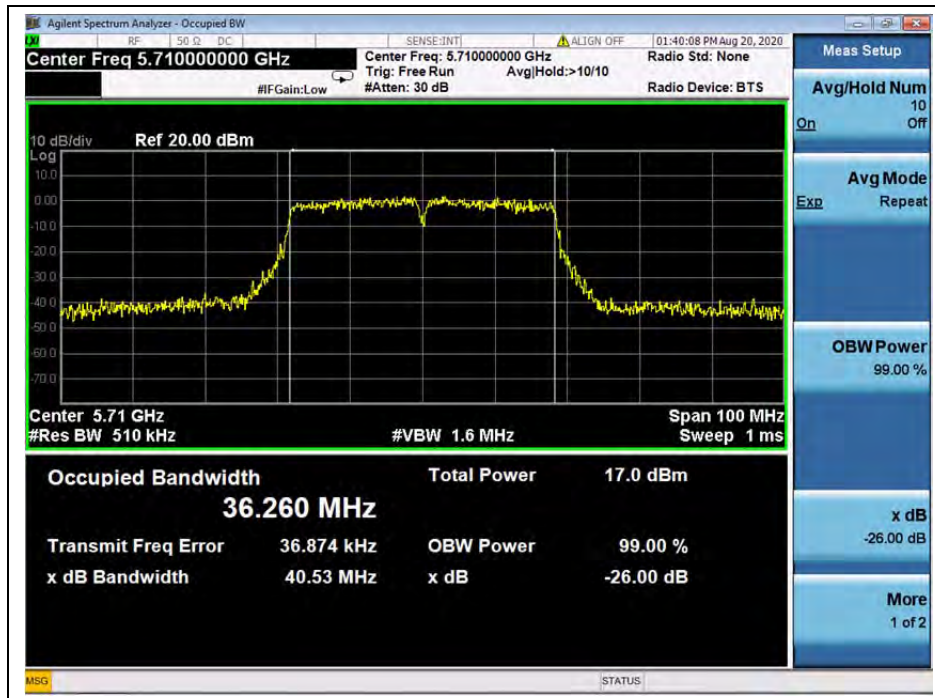 Agilent Spectrum Analyzer - Occupied BW
LXI RF 50 Ω DC SENSE:INT ALIGN OFF 01:40:08 PM Aug 20, 2020
Center Freq 5.710000000 GHz
Center Freq: 5.710000000 GHz Radio Std: None
Trig: Free Run Avg|Hold:>10/10
#IFGain:Low #Atten: 30 dB Radio Device: BTS
10 dB/div Ref 20.00 dBm
Log
10.0
0.00
-10.0
-20.0
-30.0
-40.0
-50.0
-60.0
-70.0
Center 5.71 GHz Span 100 MHz
#Res BW 510 kHz #VBW 1.6 MHz Sweep 1 ms
Occupied Bandwidth Total Power 17.0 dBm
36.260 MHz
Transmit Freq Error 36.874 kHz OBW Power 99.00 %
x dB Bandwidth 40.53 MHz x dB -26.00 dB
MSG STATUS
Meas Setup
Avg/Hold Num
10
On Off
Avg Mode
Exp Repeat
OBW Power
99.00 %
x dB
-26.00 dB
More
1 of 2